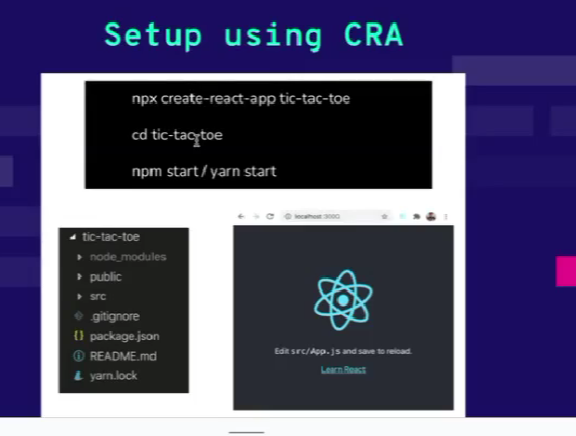 Setup using CRA
npx create-react-app tic-tac-toe
cd tic-tac-toe
npm start / yarn start
tic-tac-toe
node_modules
public
src
.gitignore
package.json
README.md
yarn.lock
localhost:3000
Edit src/App.js and save to reload.
Learn React